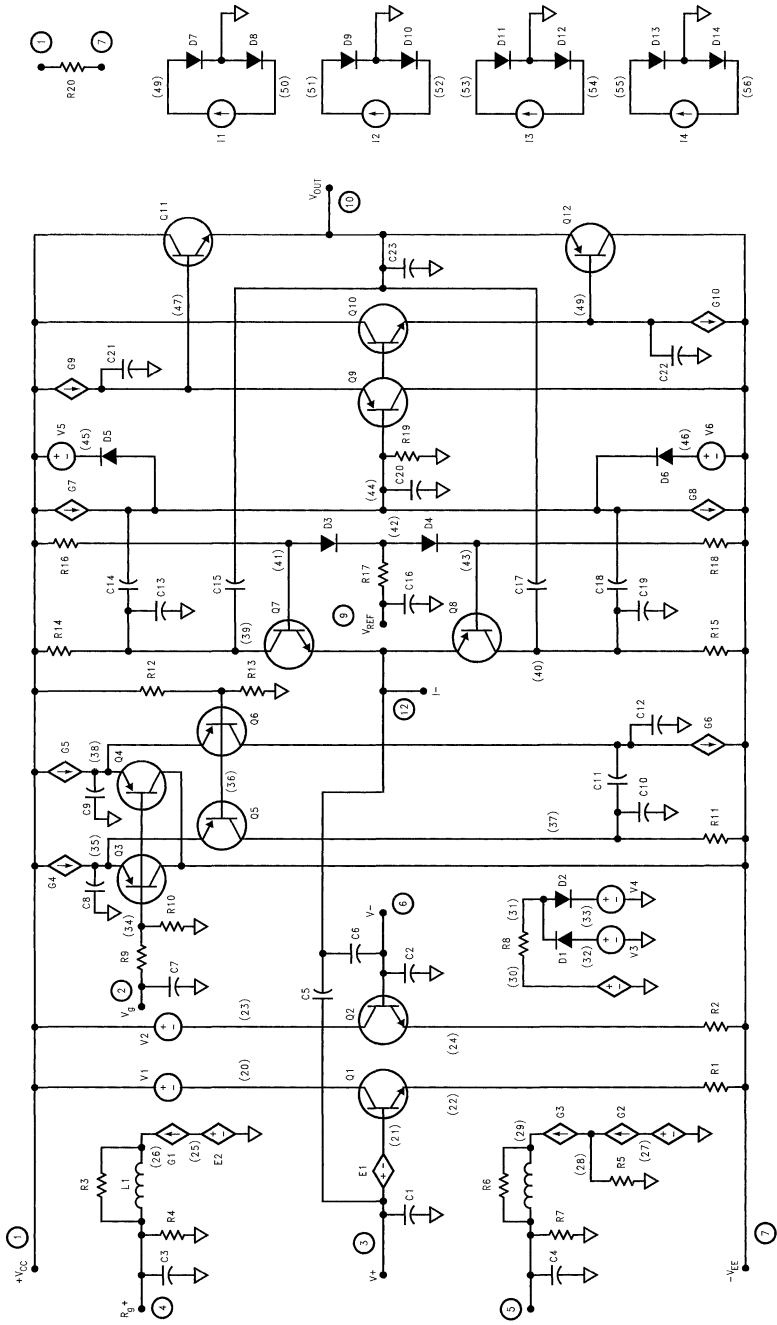 1
7
R20
D7
D8
(49)
(50)
I1
D9
D10
(51)
(52)
I2
D11
D12
(53)
(54)
I3
D13
D14
(55)
(56)
I4
VOUT
10
Q11
Q12
(47)
(49)
C23
Q10
G10
G9
C21
C22
Q9
V5
(45)
D5
R19
C20
(44)
(46)
V6
D6
G7
G8
R16
(41)
D3
(42)
D4
(43)
R18
C14
C13
C15
R17
C16
9
VREF
C17
C18
C19
R14
(39)
Q7
Q8
(40)
R15
R12
R13
12
I-
Q6
(36)
Q5
C12
G6
C11
C10
(37)
R11
G5
(38)
C9
Q4
G4
(35)
C8
Q3
(34)
R10
R9
C7
2
Vg
V-
6
C6
C2
C5
(31)
D2
R8
(33)
V4
D1
(32)
V3
(30)
V2
+
-
(23)
Q2
(24)
R2
V1
+
-
(20)
Q1
(22)
R1
(21)
E1
R3
L1
(26)
G1
(25)
E2
R4
C3
Rg+
4
1
+VCC
3
V+
C1
R6
(29)
G3
(28)
G2
(27)
R5
R7
C4
5
-VEE
7